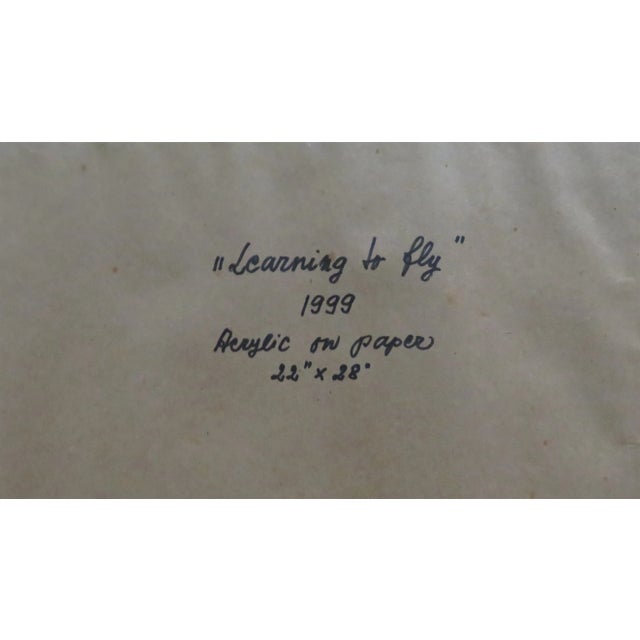 „Learning to fly"
1999
Acrylic on paper
22" x 28"